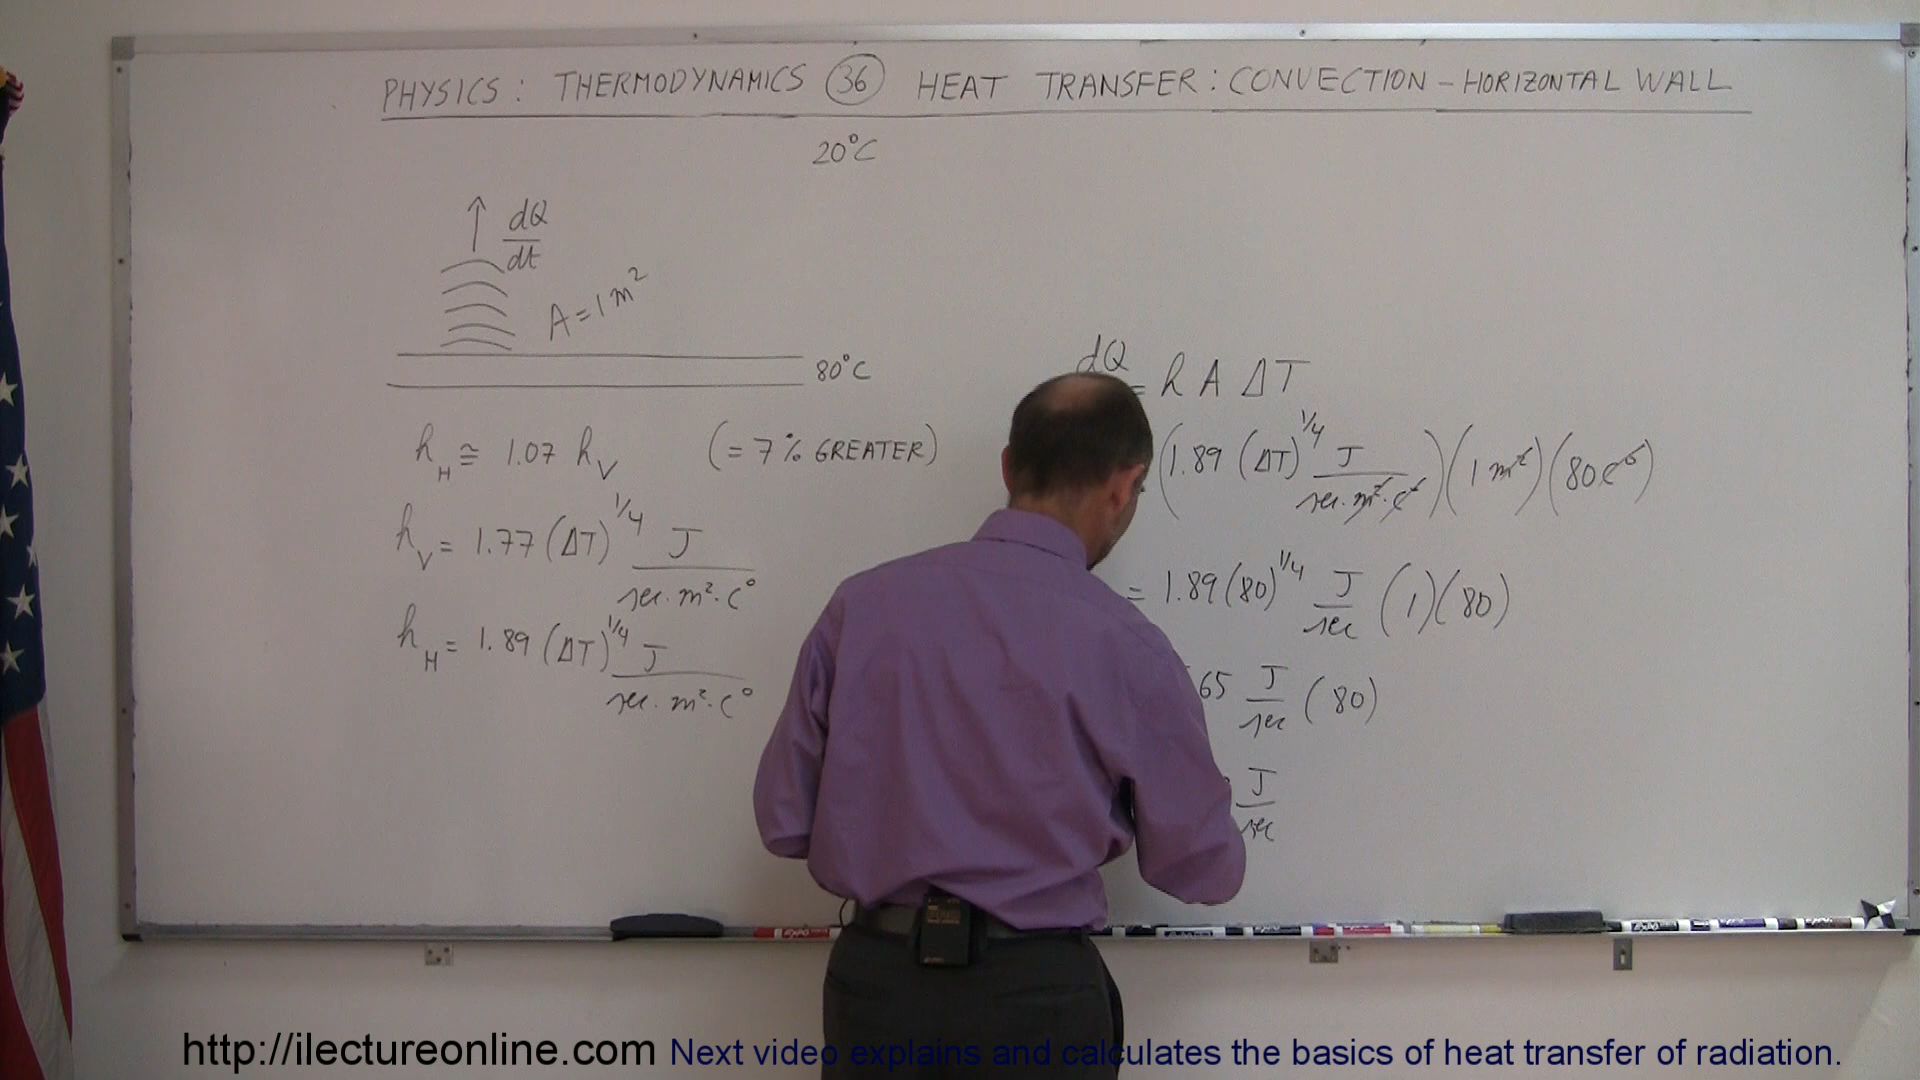 PHYSICS: THERMODYNAMICS 36 HEAT TRANSFER: CONVECTION - HORIZONTAL WALL
20°C
dQ
dt
A = 1 m²
80°C
h_H ≅ 1.07 h_V (= 7% GREATER)
h_V = 1.77 (ΔT)^1/4 J
sec·m²·C°
h_H = 1.89 (ΔT)^1/4 J
sec·m²·C°
dQ = h A ΔT
(1.89 (ΔT)^1/4 J / sec·m²·C°)(1 m²)(80 C°)
= 1.89 (80)^1/4 J/sec (1)(80)
65 J/sec (80)
J
sec
http://ilectureonline.com Next video explains and calculates the basics of heat transfer of radiation.